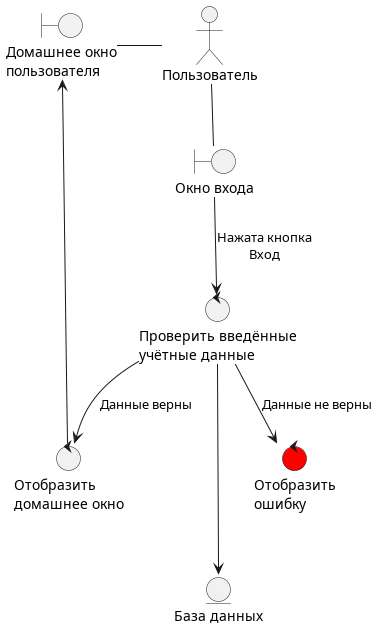 Домашнее окно
пользователя
Пользователь
Окно входа
Нажата кнопка
Вход
Проверить введённые
учётные данные
Данные верны
Данные не верны
Отобразить
домашнее окно
Отобразить
ошибку
База данных